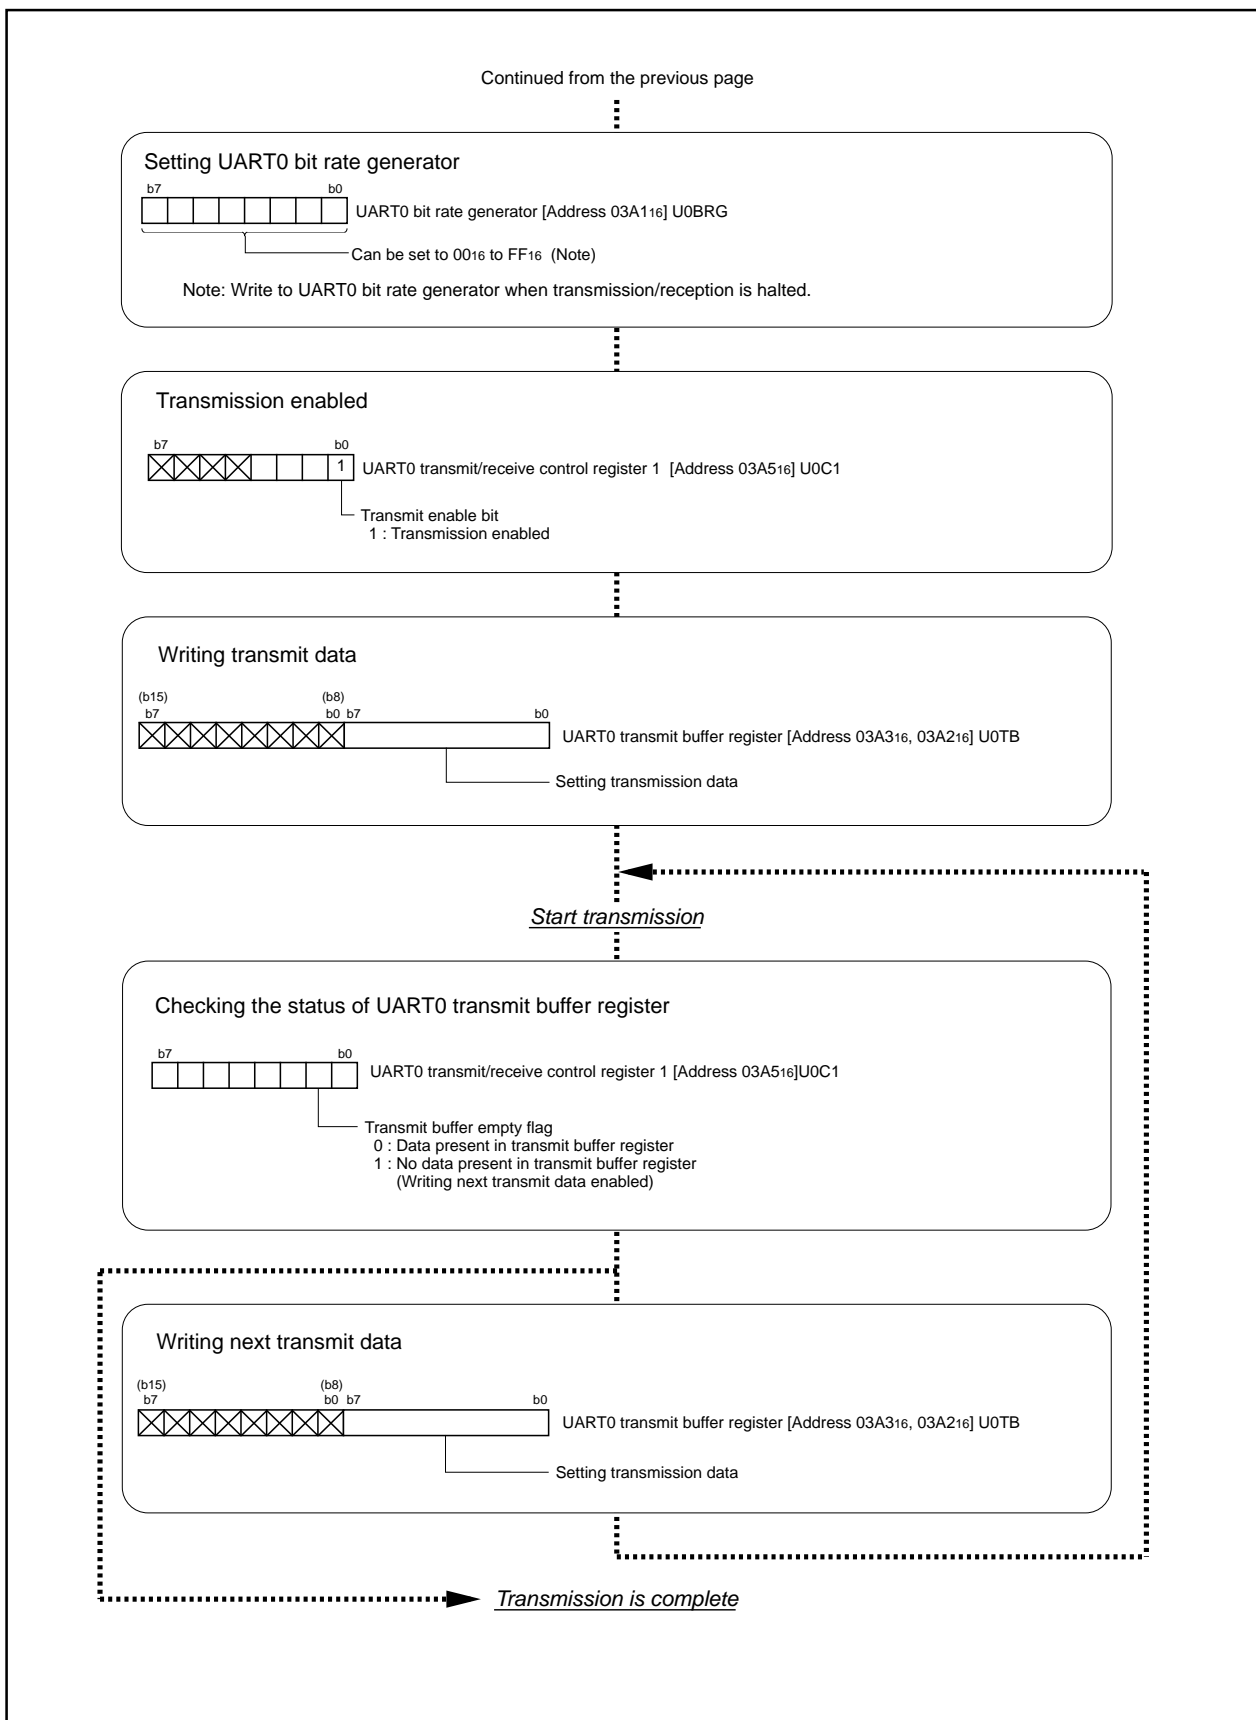 Continued from the previous page
Setting UART0 bit rate generator
b7 b0
UART0 bit rate generator [Address 03A116] U0BRG
Can be set to 0016 to FF16 (Note)
Note: Write to UART0 bit rate generator when transmission/reception is halted.
Transmission enabled
b7 b0
1 UART0 transmit/receive control register 1 [Address 03A516] U0C1
Transmit enable bit
1 : Transmission enabled
Writing transmit data
(b15) (b8)
b7 b0 b7 b0
UART0 transmit buffer register [Address 03A316, 03A216] U0TB
Setting transmission data
Start transmission
Checking the status of UART0 transmit buffer register
b7 b0
UART0 transmit/receive control register 1 [Address 03A516]U0C1
Transmit buffer empty flag
0 : Data present in transmit buffer register
1 : No data present in transmit buffer register
(Writing next transmit data enabled)
Writing next transmit data
(b15) (b8)
b7 b0 b7 b0
UART0 transmit buffer register [Address 03A316, 03A216] U0TB
Setting transmission data
Transmission is complete